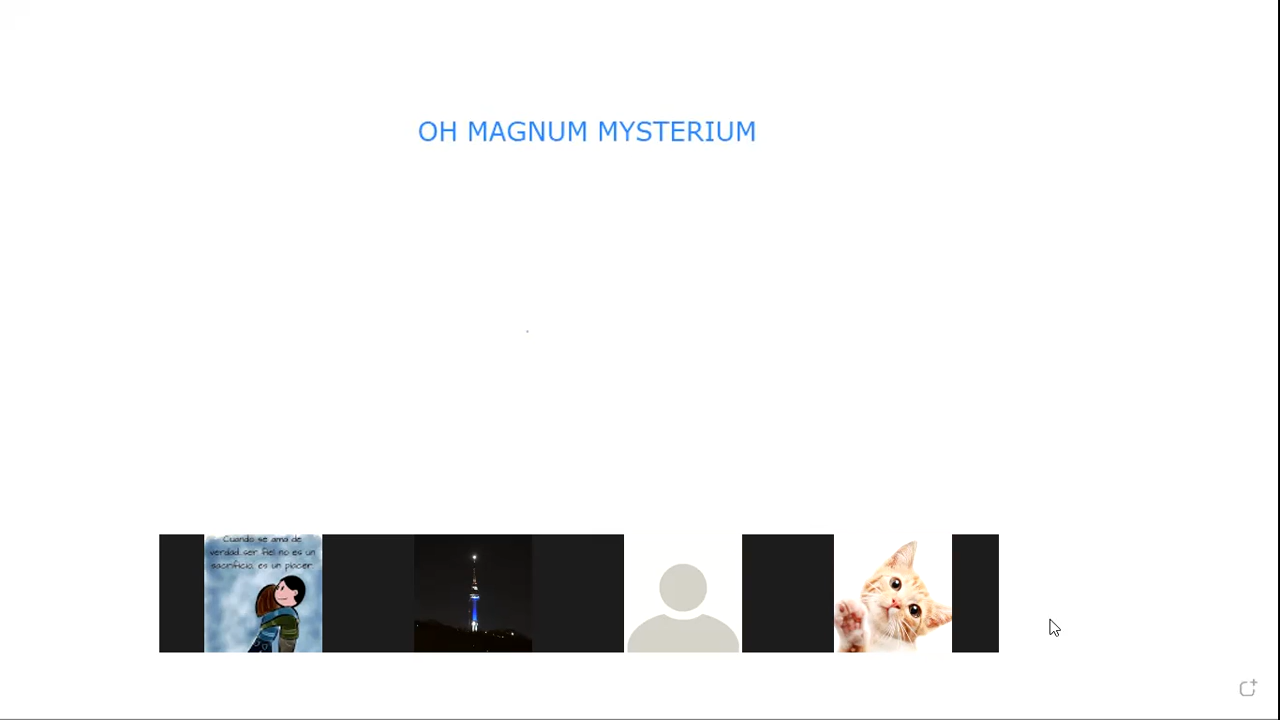 OH MAGNUM MYSTERIUM
Cuando se ama de
verdad ser fiel no es un
sacrificio, es un placer.